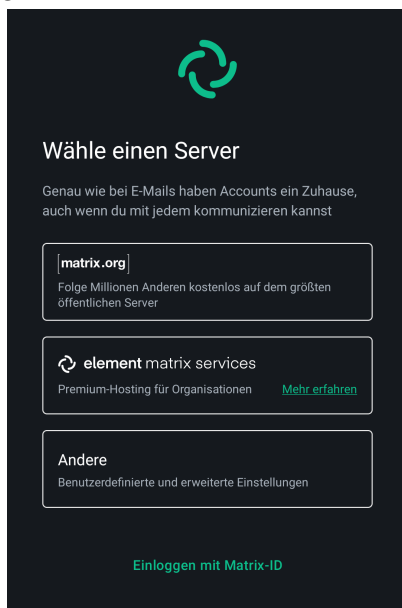 Wähle einen Server
Genau wie bei E-Mails haben Accounts ein Zuhause,
auch wenn du mit jedem kommunizieren kannst
[matrix.org]
Folge Millionen Anderen kostenlos auf dem größten
öffentlichen Server
element matrix services
Premium-Hosting für Organisationen Mehr erfahren
Andere
Benutzerdefinierte und erweiterte Einstellungen
Einloggen mit Matrix-ID